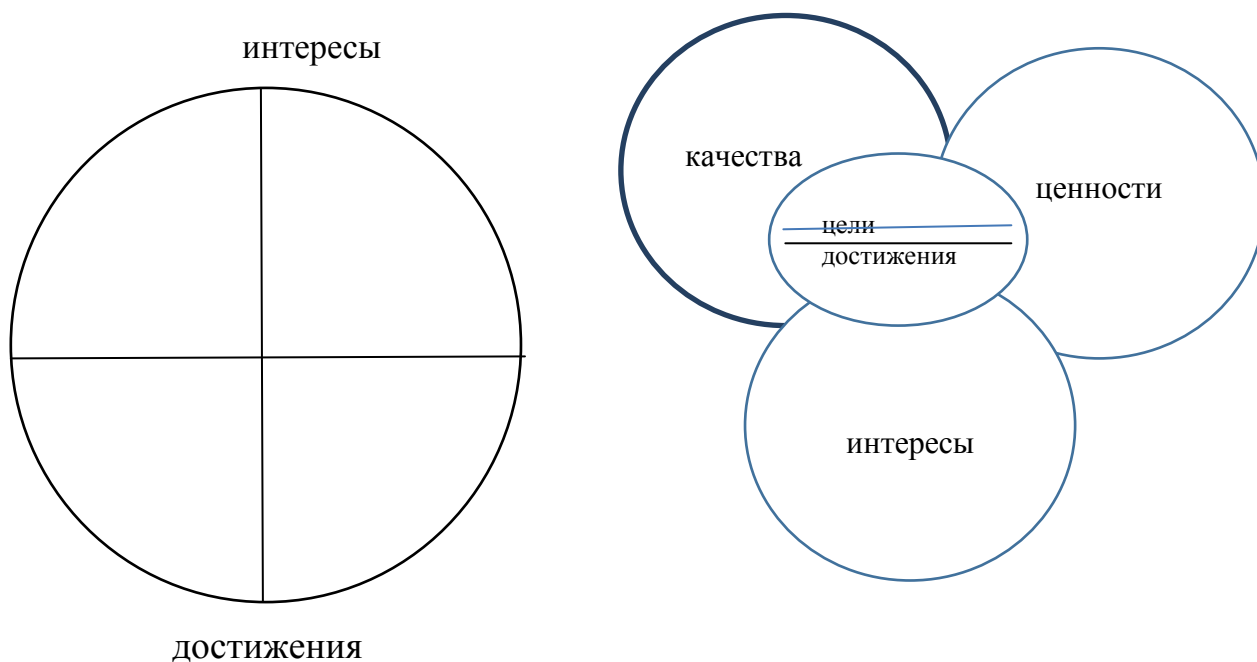 интересы
достижения
качества
ценности
цели
достижения
интересы